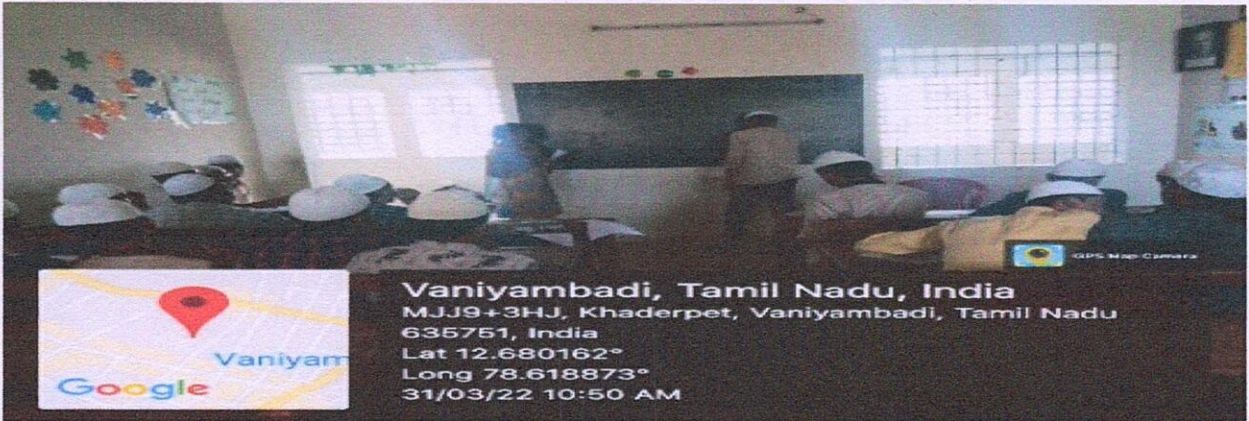 GPS Map Camara
Vaniyambadi, Tamil Nadu, India
MJJ9+3HJ, Khaderpet, Vaniyambadi, Tamil Nadu
635751, India
Lat 12.680162°
Long 78.618873°
31/03/22 10:50 AM
Vaniyam
Google